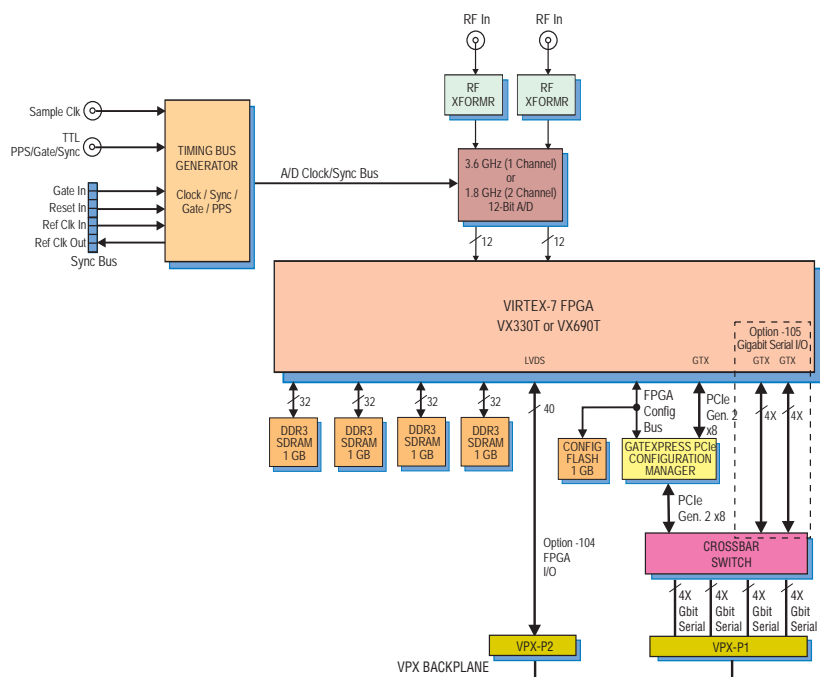 RF In
RF In
RF
XFORMR
RF
XFORMR
Sample Clk
TTL
PPS/Gate/Sync
TIMING BUS
GENERATOR
Clock / Sync /
Gate / PPS
Gate In
Reset In
Ref Clk In
Ref Clk Out
Sync Bus
A/D Clock/Sync Bus
3.6 GHz (1 Channel)
or
1.8 GHz (2 Channel)
12-Bit A/D
12
12
VIRTEX-7 FPGA
VX330T or VX690T
LVDS
GTX
Option -105
Gigabit Serial I/O
GTX
GTX
32
32
32
32
40
FPGA
Config
Bus
PCIe
Gen. 2
x8
4X
4X
DDR3
SDRAM
1 GB
DDR3
SDRAM
1 GB
DDR3
SDRAM
1 GB
DDR3
SDRAM
1 GB
CONFIG
FLASH
1 GB
GATEXPRESS PCIe
CONFIGURATION
MANAGER
PCIe
Gen. 2 x8
Option -104
FPGA
I/O
CROSSBAR
SWITCH
4X
Gbit
Serial
4X
Gbit
Serial
4X
Gbit
Serial
4X
Gbit
Serial
VPX-P2
VPX-P1
VPX BACKPLANE